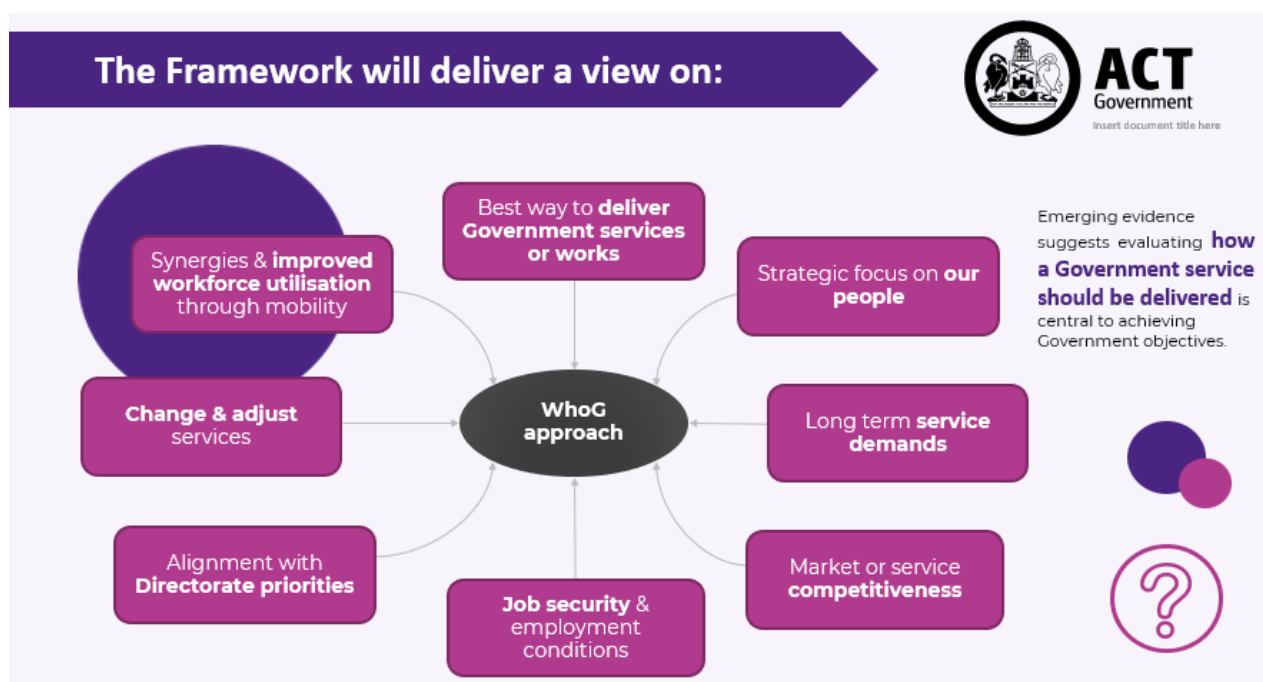 The Framework will deliver a view on:
ACT
Government
Insert document title here
Best way to deliver
Government services
or works
Synergies & improved
workforce utilisation
through mobility
Strategic focus on our
people
Emerging evidence
suggests evaluating how
a Government service
should be delivered is
central to achieving
Government objectives.
Change & adjust
services
WhoG
approach
Long term service
demands
Alignment with
Directorate priorities
Job security &
employment
conditions
Market or service
competitiveness
?